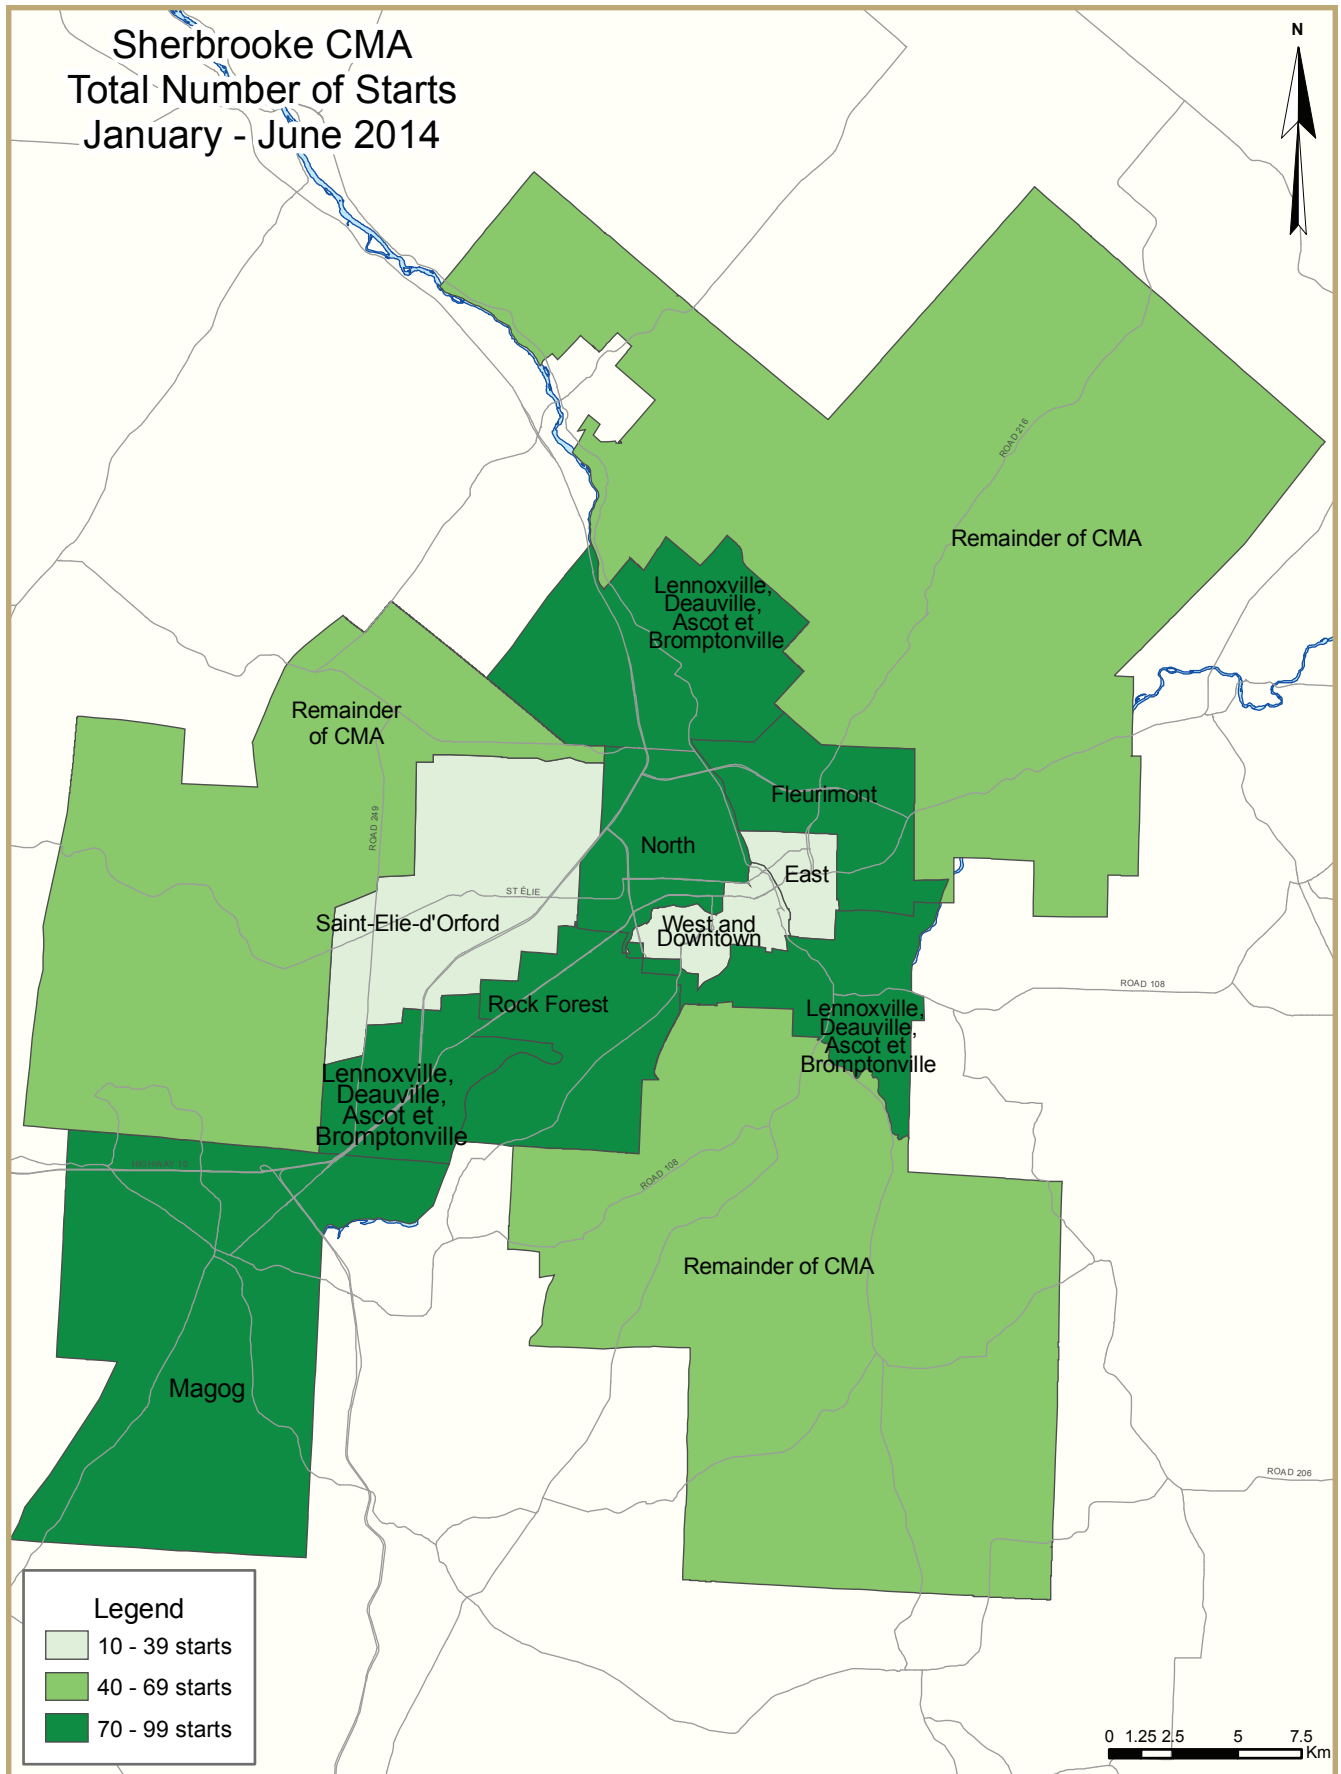 Sherbrooke CMA
Total Number of Starts
January - June 2014
N
ROAD 216
Remainder of CMA
Lennoxville,
Deauville,
Ascot et
Bromptonville
Remainder
of CMA
Fleurimont
ROAD 249
North
East
ST ÉLIE
Saint-Elie-d'Orford
West and
Downtown
ROAD 108
Rock Forest
Lennoxville,
Deauville,
Ascot et
Bromptonville
Lennoxville,
Deauville,
Ascot et
Bromptonville
HIGHWAY 10
ROAD 108
Remainder of CMA
Magog
ROAD 206
Legend
10 - 39 starts
40 - 69 starts
70 - 99 starts
0 1.25 2.5 5 7.5
Km